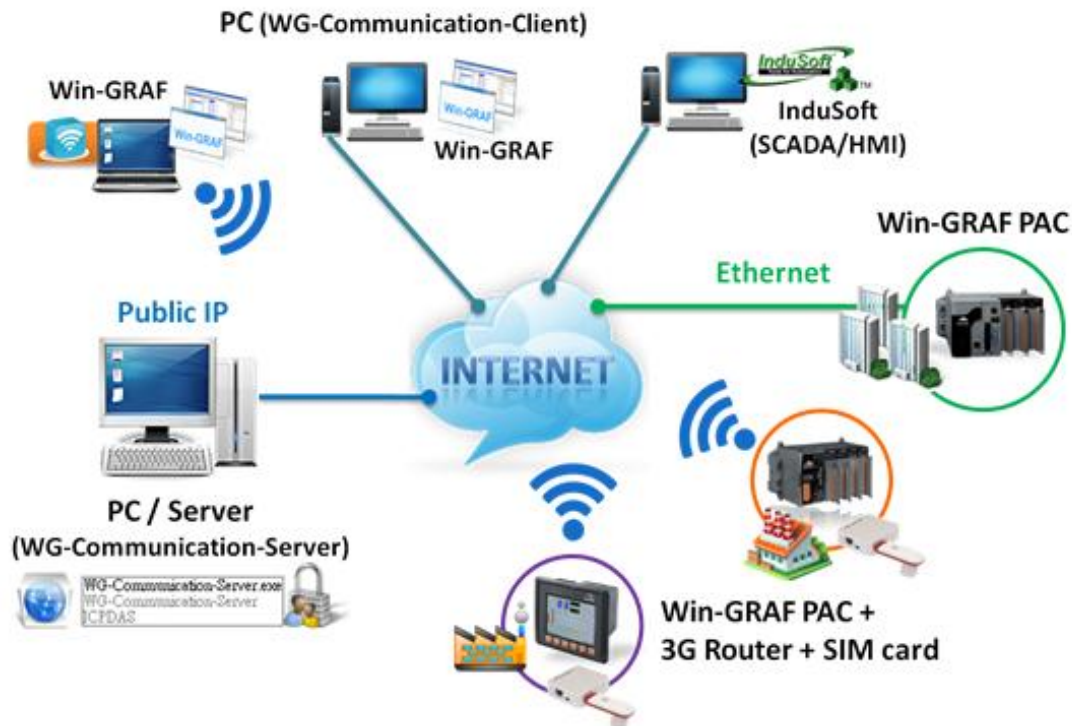 PC (WG-Communication-Client)
Win-GRAF
Win-GRAF
Win-GRAF
InduSoft
TM
InduSoft
(SCADA/HMI)
Win-GRAF PAC
Ethernet
Public IP
INTERNET
PC / Server
(WG-Communication-Server)
WG-Communication-Server.exe
WG-Communication-Server
ICPDAS
Win-GRAF PAC +
3G Router + SIM card
Win-GRAF